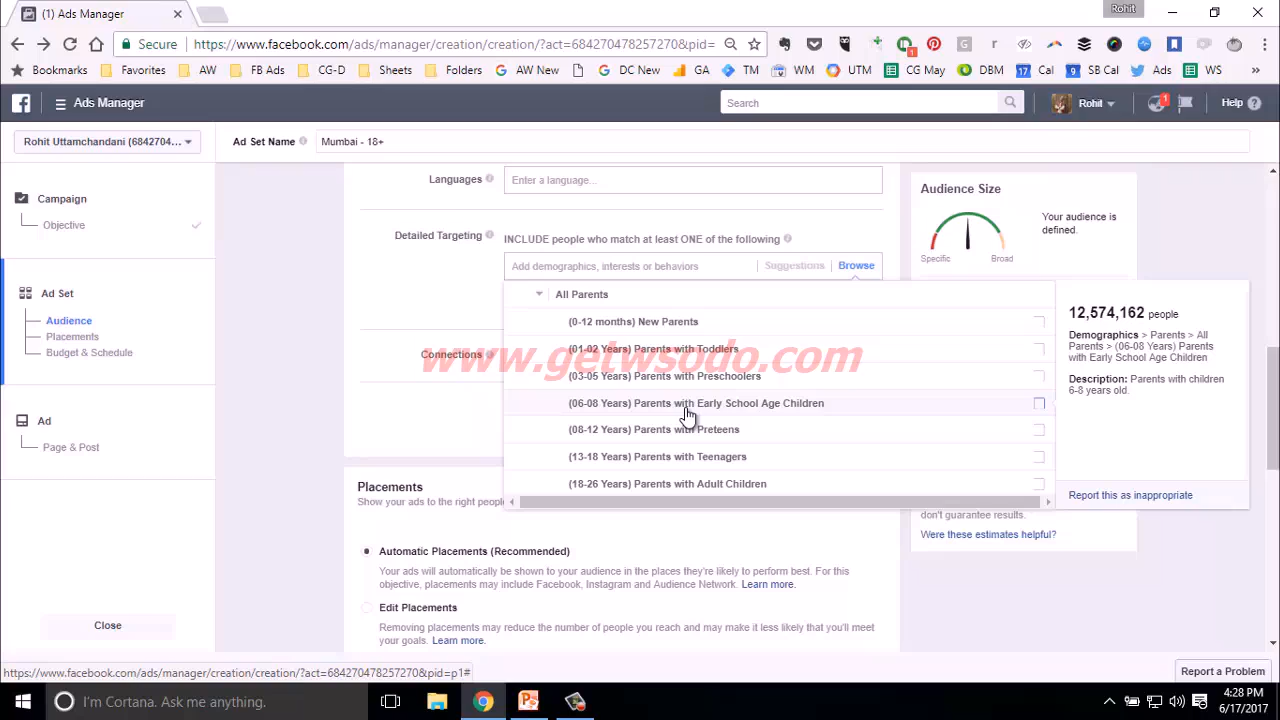 Rohit
(1) Ads Manager
Secure
https://www.facebook.com/ads/manager/creation/creation/?act=684270478257270&pid=
Bookmarks
Favorites
AW
FB Ads
CG-D
Sheets
Folders
AW New
DC New
GA
TM
WM
UTM
CG May
DBM
17 Cal
9 SB Cal
Ads
WS
»
Ads Manager
Search
Rohit
1
Help
Rohit Uttamchandani (6842704...
Ad Set Name
Mumbai - 18+
Campaign
Objective
Ad Set
Audience
Placements
Budget & Schedule
Ad
Page & Post
Close
Languages
Enter a language...
Detailed Targeting
INCLUDE people who match at least ONE of the following
Add demographics, interests or behaviors
Suggestions
Browse
All Parents
(0-12 months) New Parents
(01-02 Years) Parents with Toddlers
(03-05 Years) Parents with Preschoolers
(06-08 Years) Parents with Early School Age Children
(08-12 Years) Parents with Preteens
(13-18 Years) Parents with Teenagers
(18-26 Years) Parents with Adult Children
Connections
www.getwsodo.com
Audience Size
Specific
Broad
Your audience is
defined.
12,574,162 people
Demographics > Parents > All
Parents > (06-08 Years) Parents
with Early School Age Children
Description: Parents with children
6-8 years old.
Report this as inappropriate
don't guarantee results.
Were these estimates helpful?
Placements
Show your ads to the right peop
Automatic Placements (Recommended)
Your ads will automatically be shown to your audience in the places they're likely to perform best. For this
objective, placements may include Facebook, Instagram and Audience Network. Learn more.
Edit Placements
Removing placements may reduce the number of people you reach and may make it less likely that you'll meet
your goals. Learn more.
https://www.facebook.com/ads/manager/creation/creation/?act=684270478257270&pid=p1#
Report a Problem
I'm Cortana. Ask me anything.
4:28 PM
6/17/2017